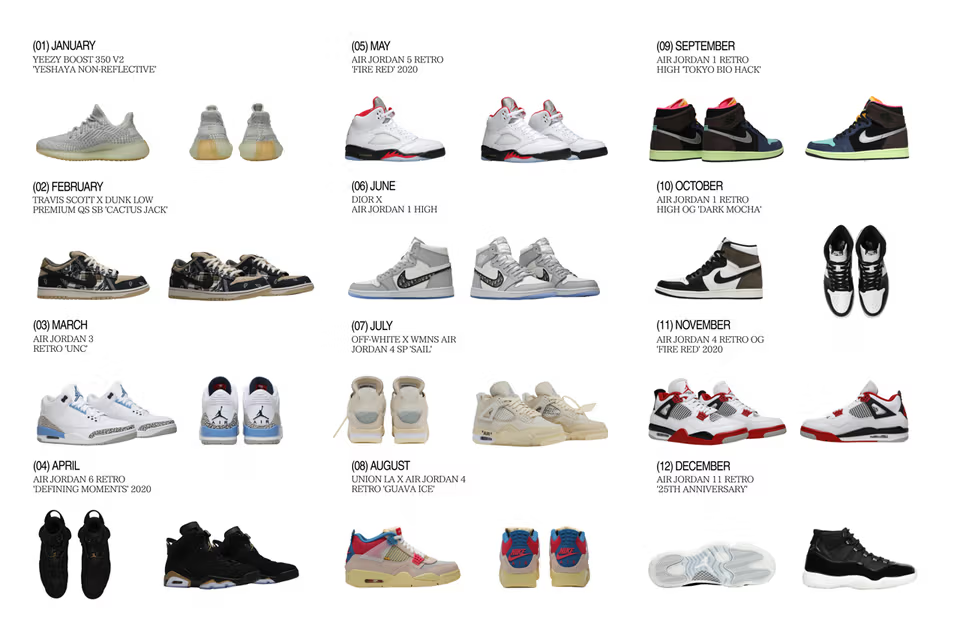 (01) JANUARY
YEEZY BOOST 350 V2
'YESHAYA NON-REFLECTIVE'
(02) FEBRUARY
TRAVIS SCOTT X DUNK LOW
PREMIUM QS SB 'CACTUS JACK'
(03) MARCH
AIR JORDAN 3
RETRO 'UNC'
(04) APRIL
AIR JORDAN 6 RETRO
'DEFINING MOMENTS' 2020
(05) MAY
AIR JORDAN 5 RETRO
'FIRE RED' 2020
(06) JUNE
DIOR X
AIR JORDAN 1 HIGH
(07) JULY
OFF-WHITE X WMNS AIR
JORDAN 4 SP 'SAIL'
(08) AUGUST
UNION LA X AIR JORDAN 4
RETRO 'GUAVA ICE'
(09) SEPTEMBER
AIR JORDAN 1 RETRO
HIGH 'TOKYO BIO HACK'
(10) OCTOBER
AIR JORDAN 1 RETRO
HIGH OG 'DARK MOCHA'
(11) NOVEMBER
AIR JORDAN 4 RETRO OG
'FIRE RED' 2020
(12) DECEMBER
AIR JORDAN 11 RETRO
'25TH ANNIVERSARY'